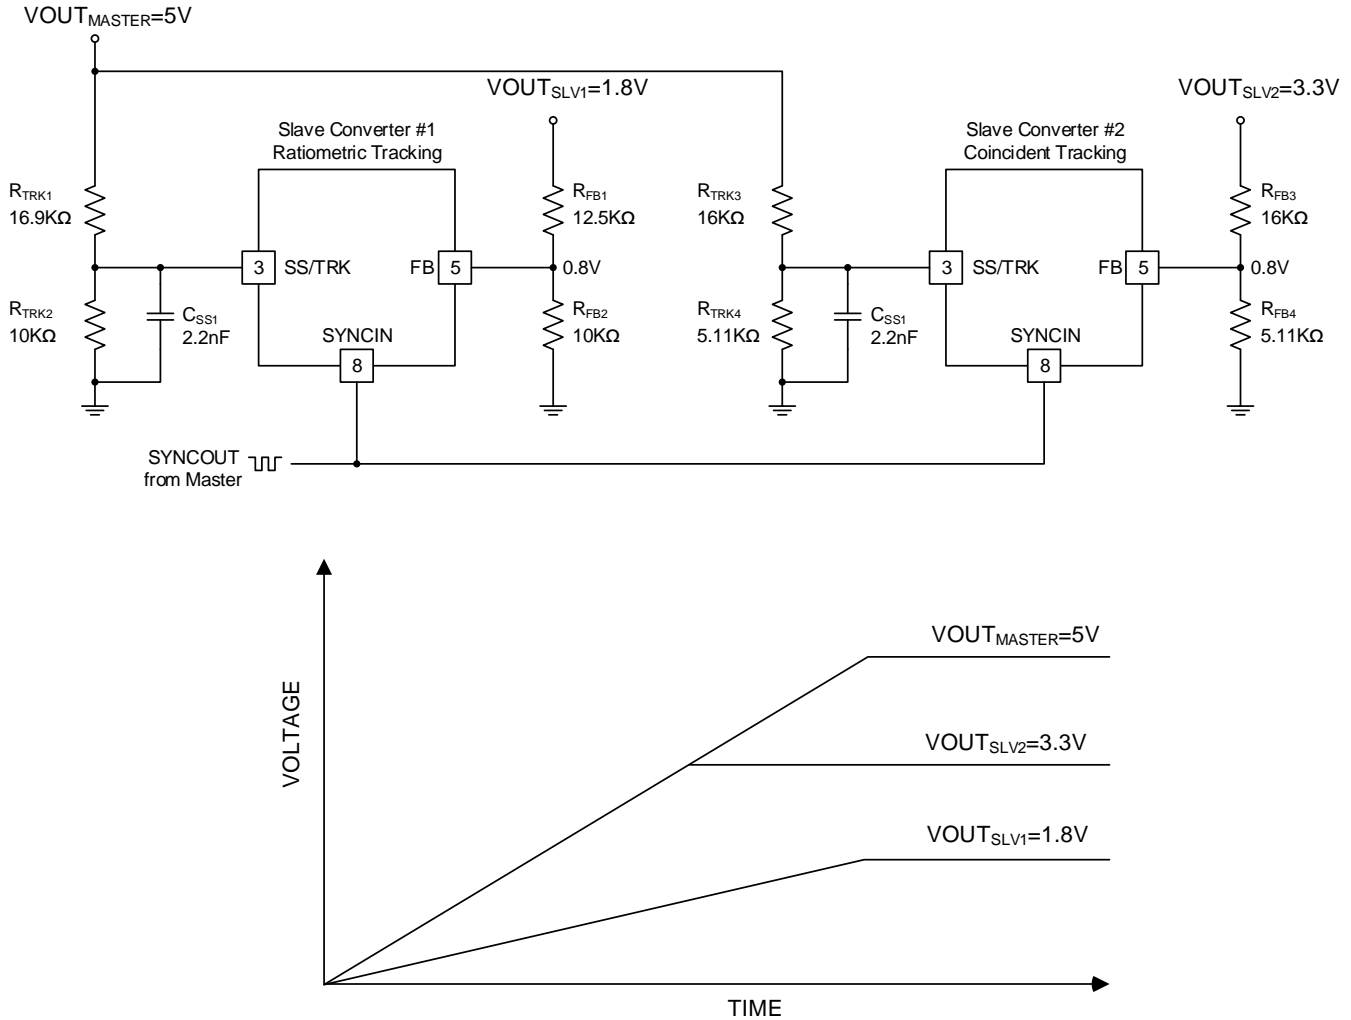 VOUTMASTER=5V
VOUTSLV1=1.8V
VOUTSLV2=3.3V
Slave Converter #1
Ratiometric Tracking
Slave Converter #2
Coincident Tracking
RTRK1
16.9KΩ
RFB1
12.5KΩ
RTRK3
16KΩ
RFB3
16KΩ
3
SS/TRK
FB
5
0.8V
3
SS/TRK
FB
5
0.8V
RTRK2
10KΩ
CSS1
2.2nF
SYNCIN
8
RFB2
10KΩ
RTRK4
5.11KΩ
CSS1
2.2nF
SYNCIN
8
RFB4
5.11KΩ
SYNCOUT
from Master
VOUTMASTER=5V
VOUTSLV2=3.3V
VOUTSLV1=1.8V
VOLTAGE
TIME